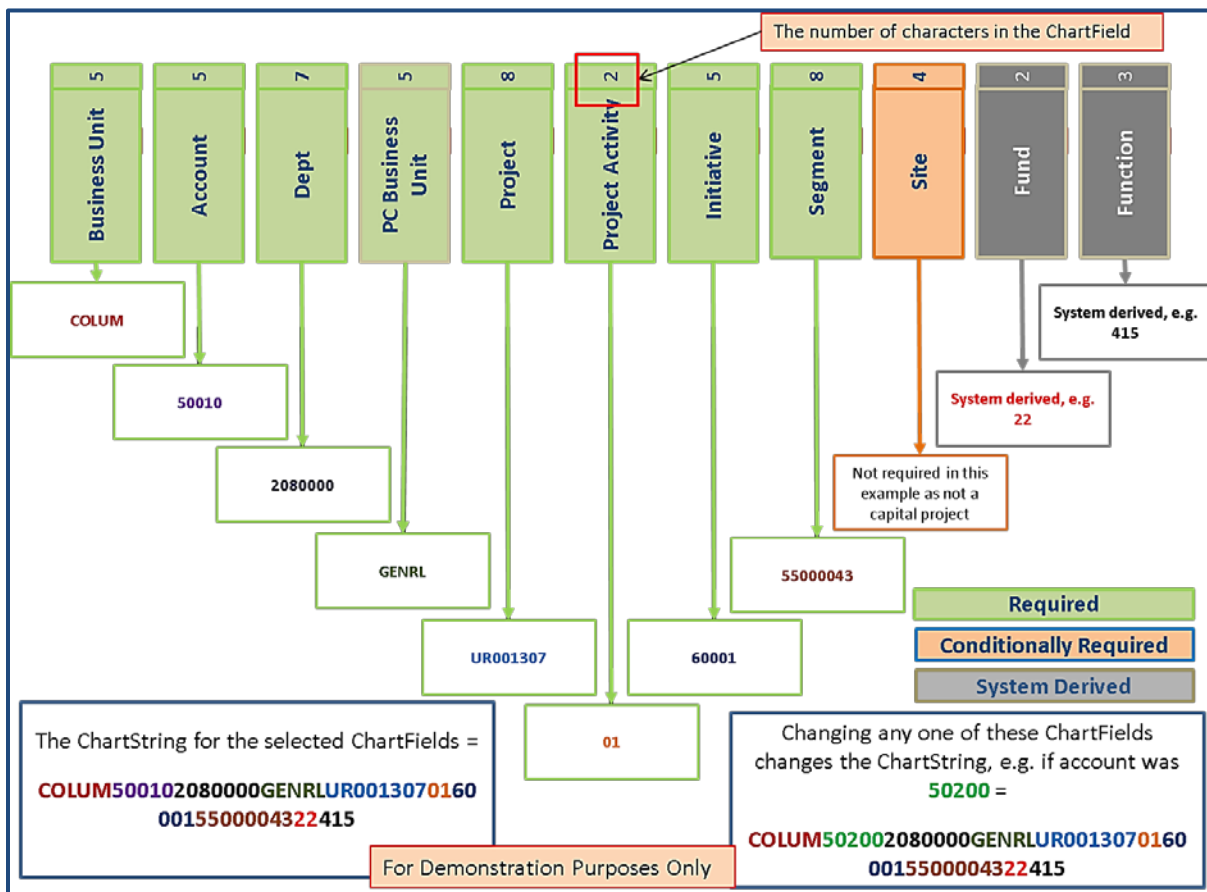 The number of characters in the ChartField
5
5
7
5
8
2
5
8
4
2
3
Business Unit
Account
Dept
PC Business
Unit
Project
Project Activity
Initiative
Segment
Site
Fund
Function
COLUM
System derived, e.g.
415
50010
System derived, e.g.
22
2080000
Not required in this
example as not a
capital project
GENRL
55000043
UR001307
60001
01
Required
Conditionally Required
System Derived
The ChartString for the selected ChartFields =
COLUM500102080000GENRLUR0013070160
001550000432​2415
Changing any one of these ChartFields
changes the ChartString, e.g. if account was
50200 =
COLUM502002080000GENRLUR0013070160
0015500004322415
For Demonstration Purposes Only